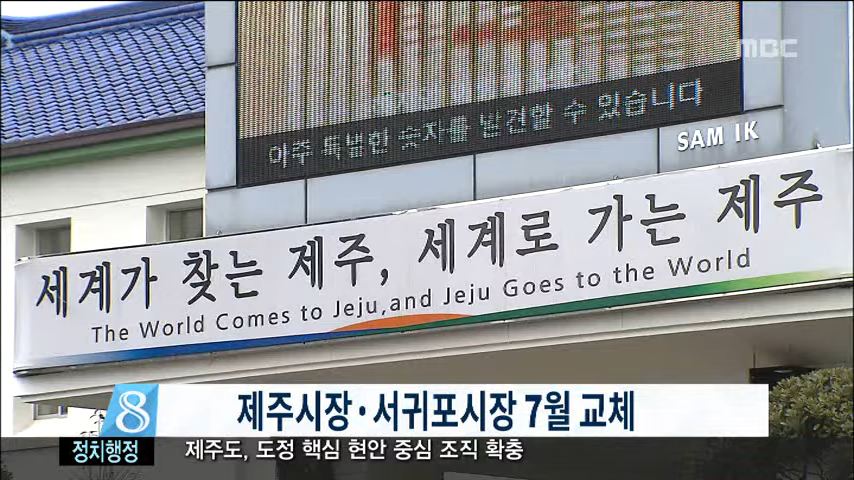 MBC
아주 특별한 숫자를 발견할 수 있습니다
SAM IK
세계가 찾는 제주, 세계로 가는 제주
The World Comes to Jeju, and Jeju Goes to the World
8 제주시장·서귀포시장 7월 교체
정치행정 제주도, 도정 핵심 현안 중심 조직 확충